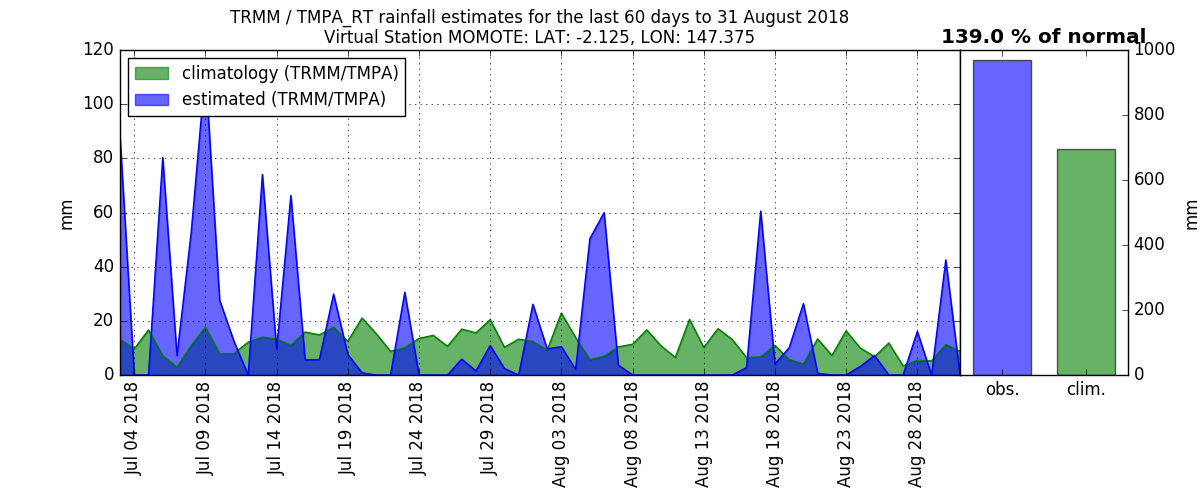 TRMM / TMPA_RT rainfall estimates for the last 60 days to 31 August 2018
Virtual Station MOMOTE: LAT: -2.125, LON: 147.375
139.0 % of normal
climatology (TRMM/TMPA)
estimated (TRMM/TMPA)
120
100
80
60
40
20
0
mm
Jul 04 2018
Jul 09 2018
Jul 14 2018
Jul 19 2018
Jul 24 2018
Jul 29 2018
Aug 03 2018
Aug 08 2018
Aug 13 2018
Aug 18 2018
Aug 23 2018
Aug 28 2018
obs.
clim.
1000
800
600
400
200
0
mm